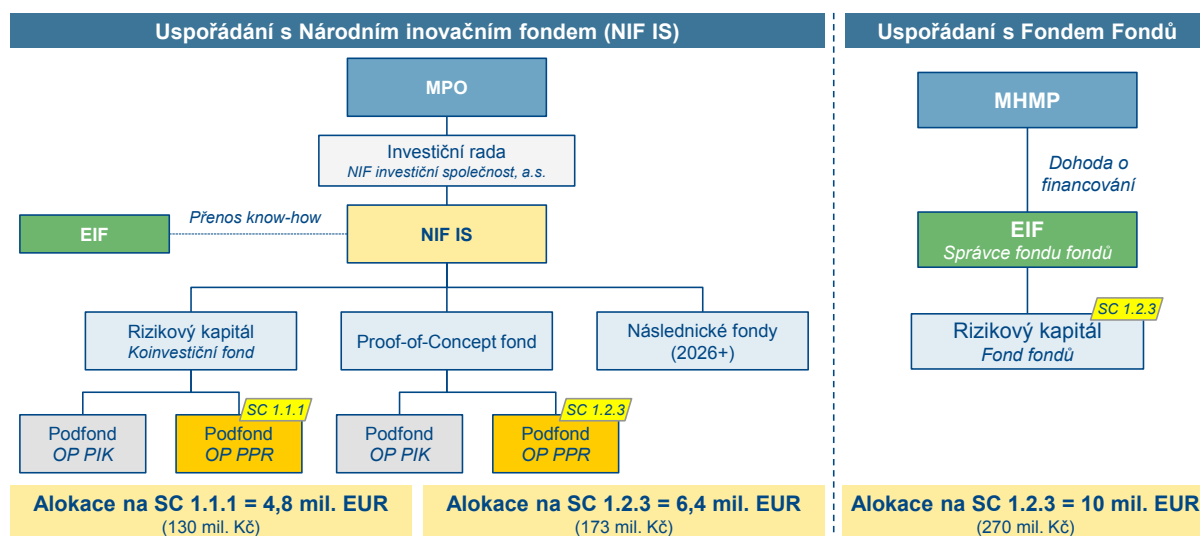 Uspořádání s Národním inovačním fondem (NIF IS)
Uspořádaní s Fondem Fondů
MPO
Investiční rada
NIF investiční společnost, a.s.
Přenos know-how
EIF
NIF IS
Rizikový kapitál
Koinvestiční fond
Proof-of-Concept fond
Následnické fondy
(2026+)
SC 1.1.1
SC 1.2.3
Podfond
OP PIK
Podfond
OP PPR
Podfond
OP PIK
Podfond
OP PPR
Alokace na SC 1.1.1 = 4,8 mil. EUR
(130 mil. Kč)
Alokace na SC 1.2.3 = 6,4 mil. EUR
(173 mil. Kč)
MHMP
Dohoda o
financování
EIF
Správce fondu fondů
SC 1.2.3
Rizikový kapitál
Fond fondů
Alokace na SC 1.2.3 = 10 mil. EUR
(270 mil. Kč)